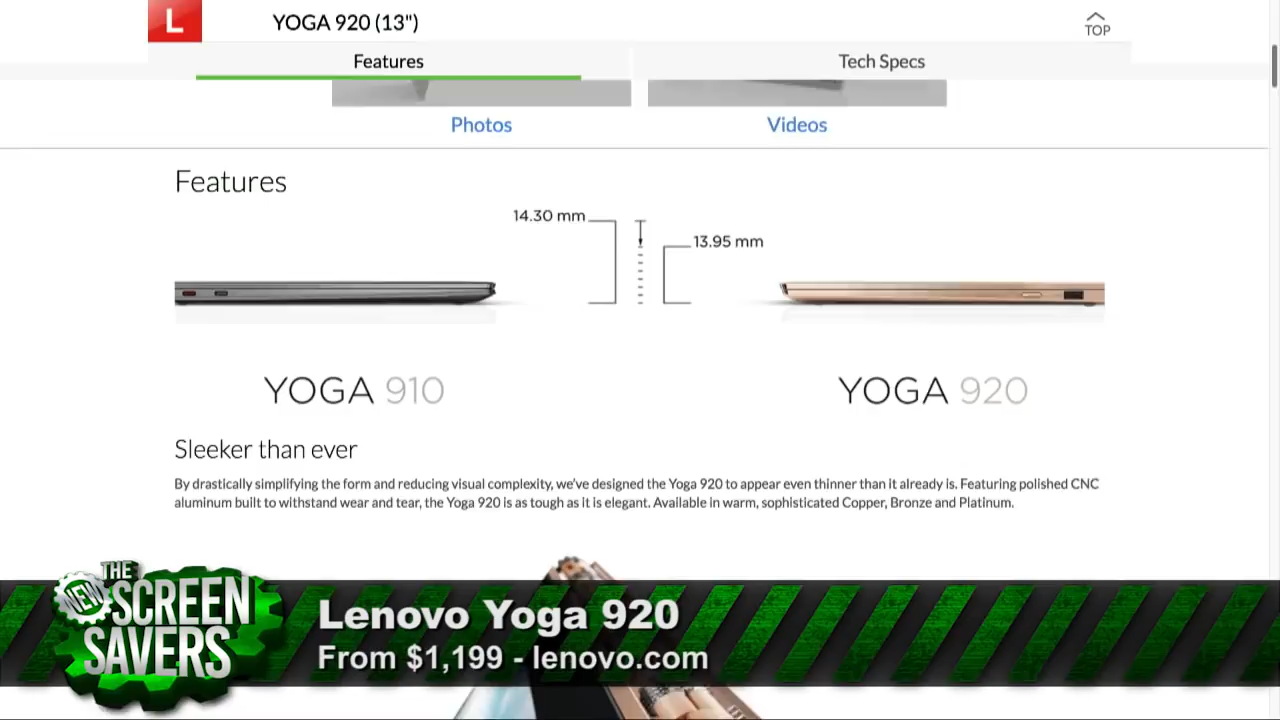 L
YOGA 920 (13")
TOP
Features
Tech Specs
Photos
Videos
Features
14.30 mm
13.95 mm
YOGA 910
YOGA 920
Sleeker than ever
By drastically simplifying the form and reducing visual complexity, we've designed the Yoga 920 to appear even thinner than it already is. Featuring polished CNC
aluminum built to withstand wear and tear, the Yoga 920 is as tough as it is elegant. Available in warm, sophisticated Copper, Bronze and Platinum.
THE
NEW SCREEN
SAVERS
Lenovo Yoga 920
From $1,199 - lenovo.com